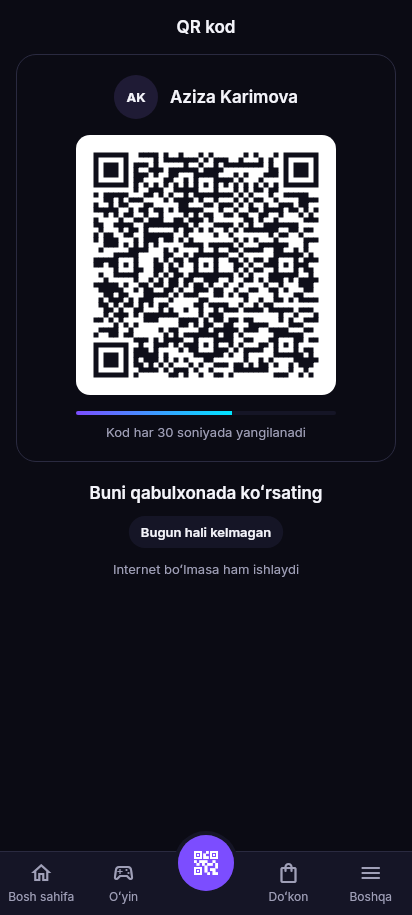 QR kod
AK
Aziza Karimova
Kod har 30 soniyada yangilanadi
Buni qabulxonada koʻrsating
Bugun hali kelmagan
Internet boʻlmasa ham ishlaydi
Bosh sahifa
Oʻyin
Doʻkon
Boshqa